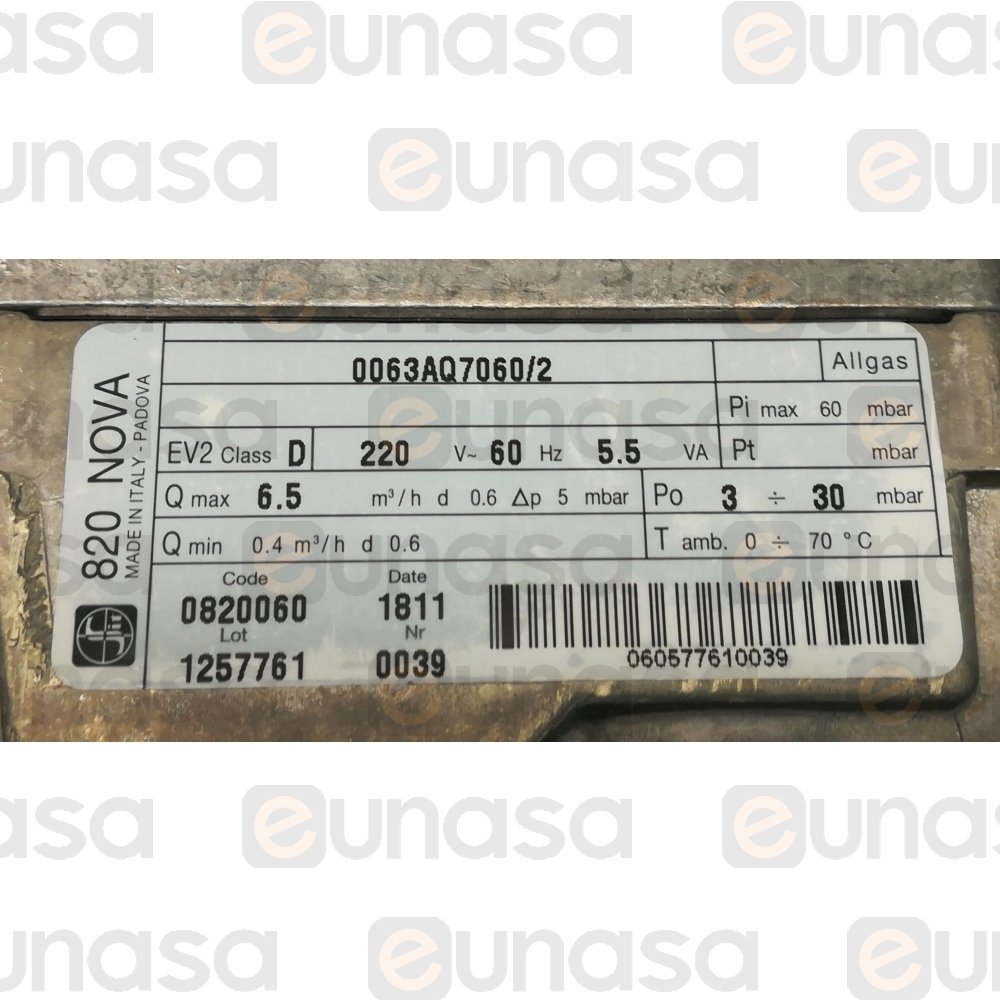 eunasa
820 NOVA
MADE IN ITALY - PADOVA
sit
0063AQ7060/2
Allgas
Pi max 60 mbar
EV2 Class D 220 V~ 60 Hz 5.5 VA Pt mbar
Q max 6.5 m³/h d 0.6 Δp 5 mbar Po 3 ÷ 30 mbar
Q min 0.4 m³/h d 0.6 T amb. 0 ÷ 70 °C
Code Date
0820060 1811
Lot Nr
1257761 0039
060577610039